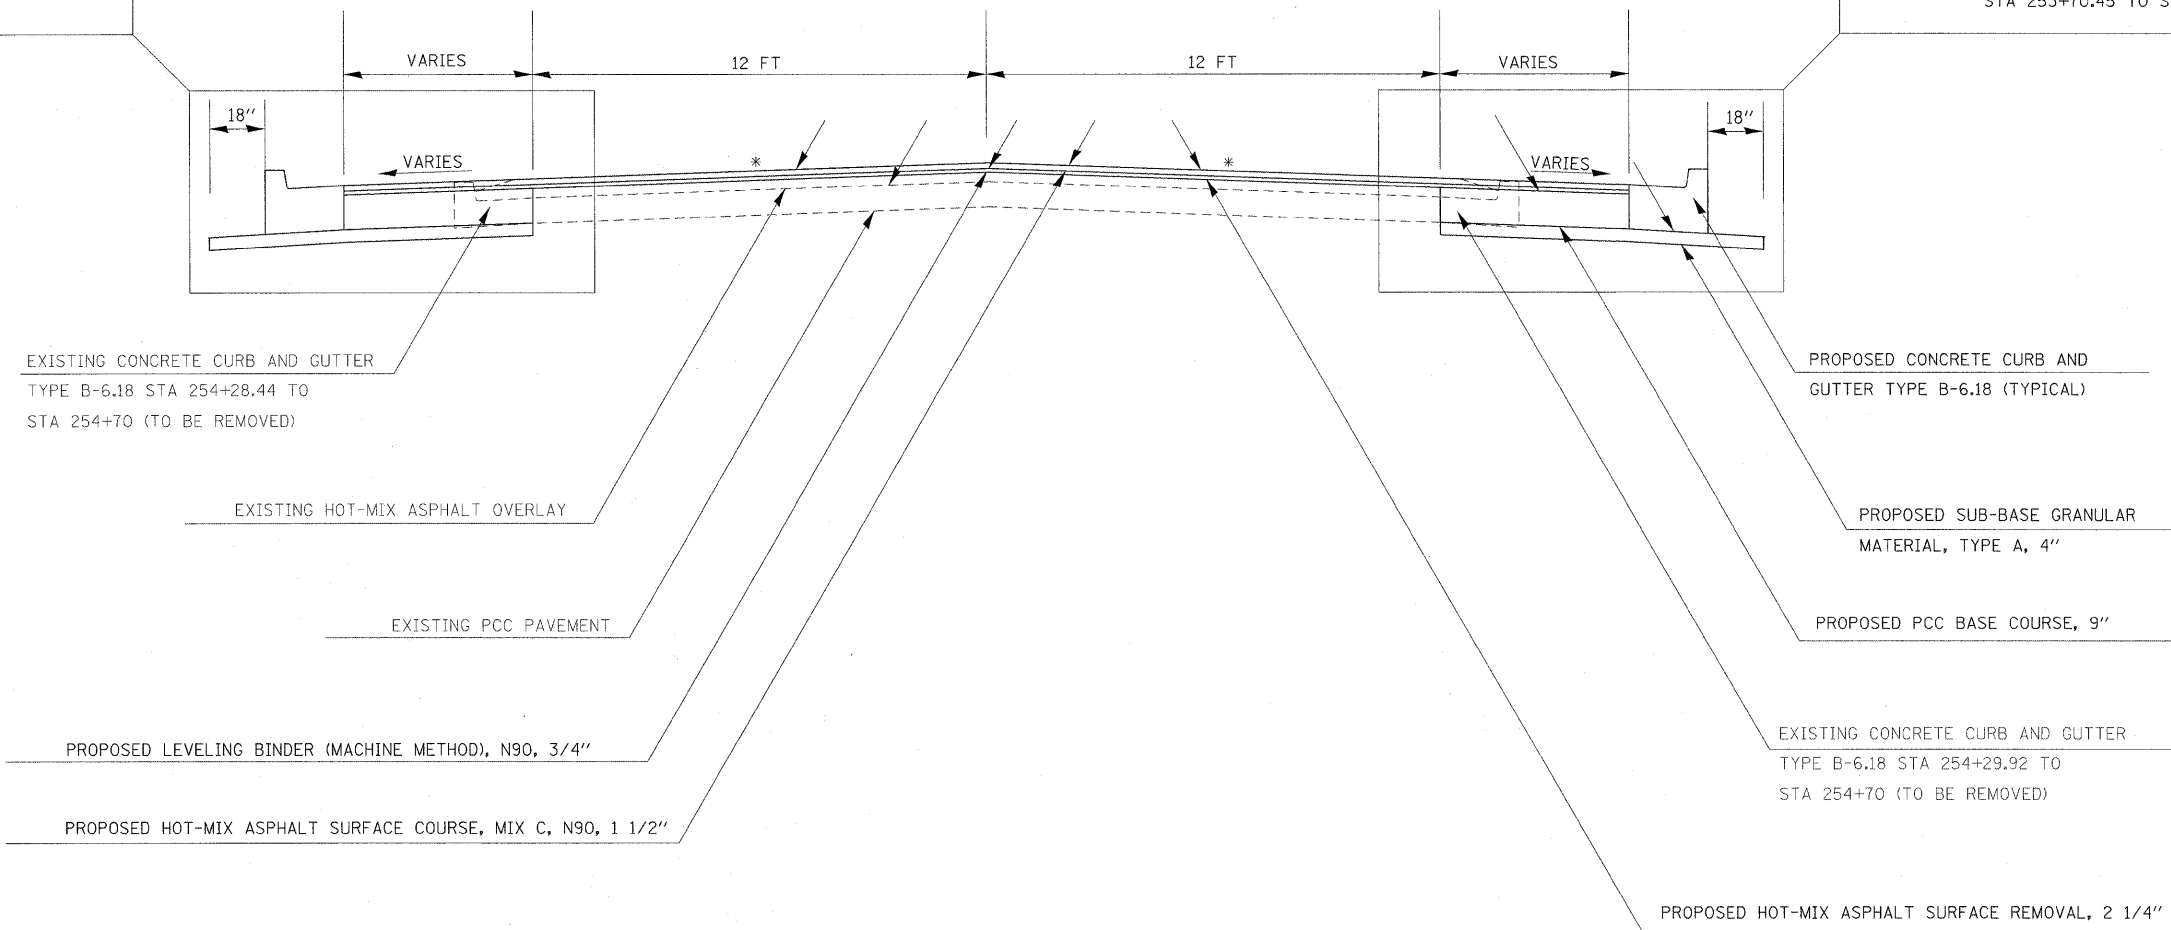 STA 253+70.45 TO S
VARIES
12 FT
12 FT
VARIES
18"
18"
VARIES
*
*
VARIES
EXISTING CONCRETE CURB AND GUTTER
TYPE B-6.18 STA 254+28.44 TO
STA 254+70 (TO BE REMOVED)
PROPOSED CONCRETE CURB AND
GUTTER TYPE B-6.18 (TYPICAL)
EXISTING HOT-MIX ASPHALT OVERLAY
PROPOSED SUB-BASE GRANULAR
MATERIAL, TYPE A, 4"
EXISTING PCC PAVEMENT
PROPOSED PCC BASE COURSE, 9"
PROPOSED LEVELING BINDER (MACHINE METHOD), N90, 3/4"
EXISTING CONCRETE CURB AND GUTTER
TYPE B-6.18 STA 254+29.92 TO
STA 254+70 (TO BE REMOVED)
PROPOSED HOT-MIX ASPHALT SURFACE COURSE, MIX C, N90, 1 1/2"
PROPOSED HOT-MIX ASPHALT SURFACE REMOVAL, 2 1/4"